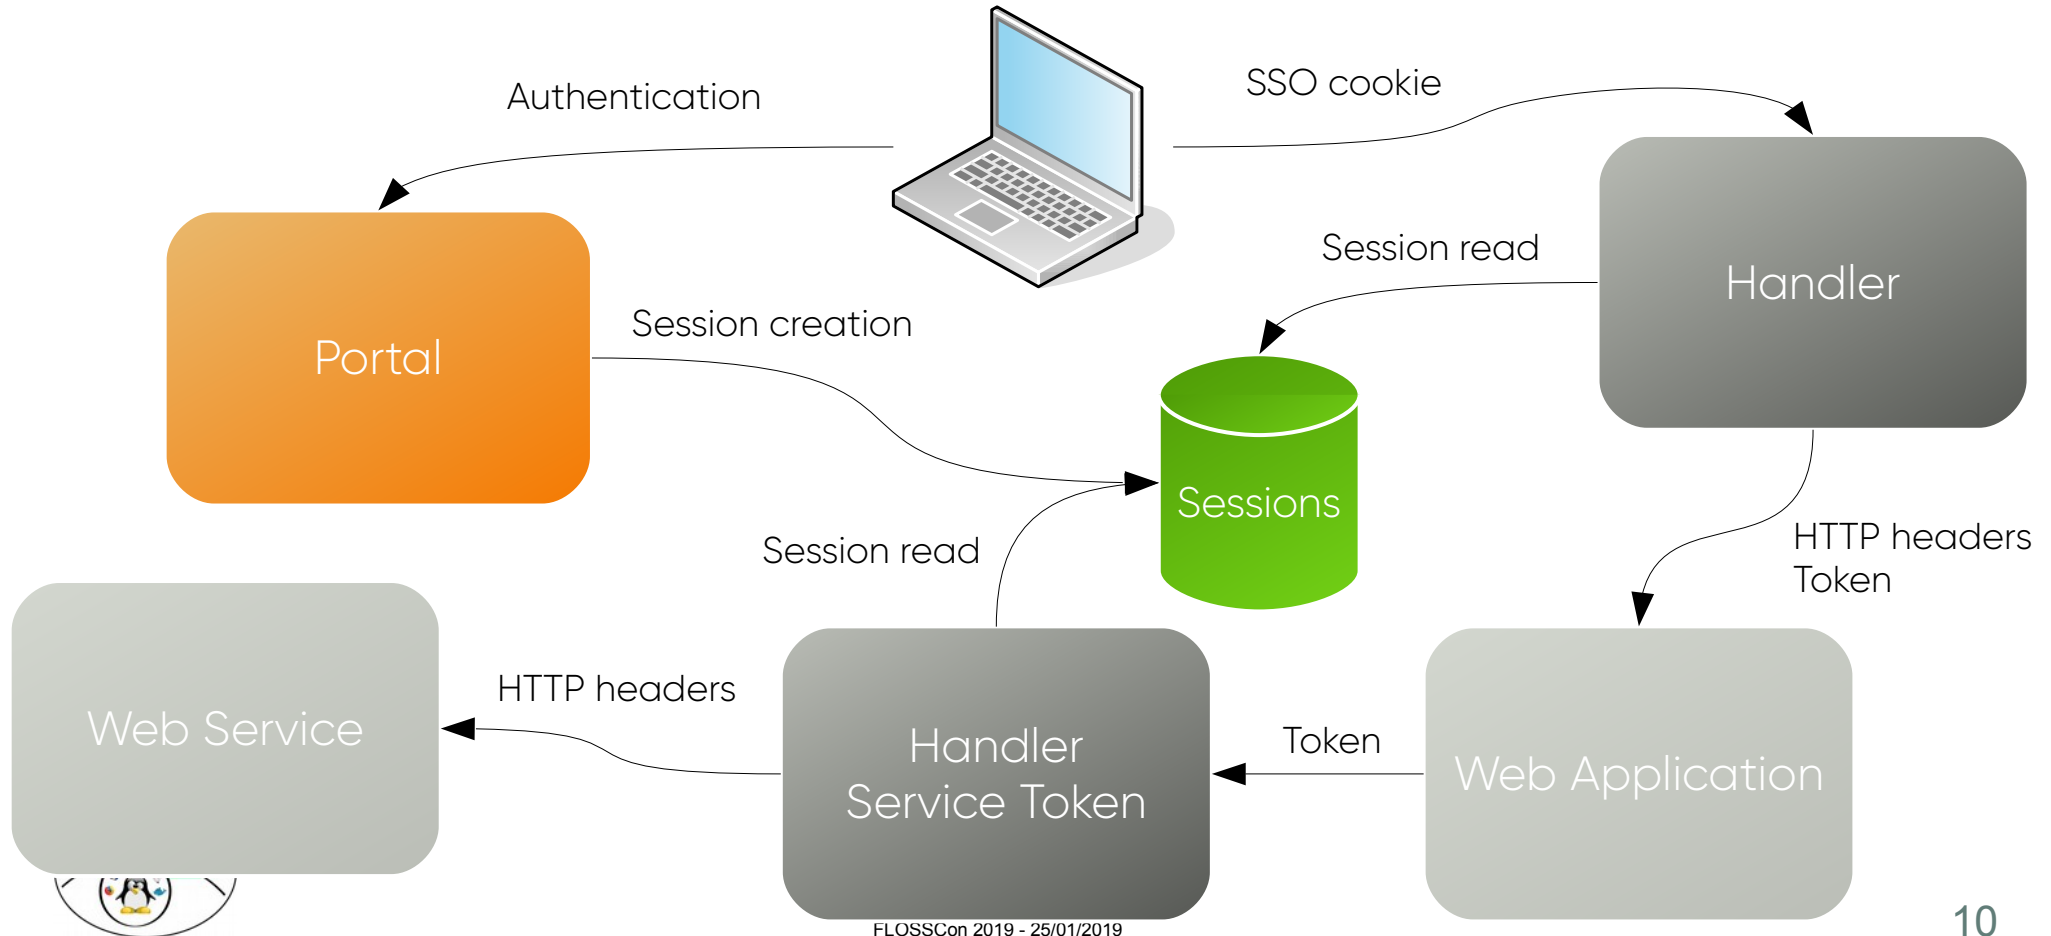 Authentication
SSO cookie
Session read
Handler
Session creation
Portal
Sessions
Session read
HTTP headers
Token
HTTP headers
Web Service
Handler
Service Token
Token
Web Application
FLOSSCon 2019 - 25/01/2019
10